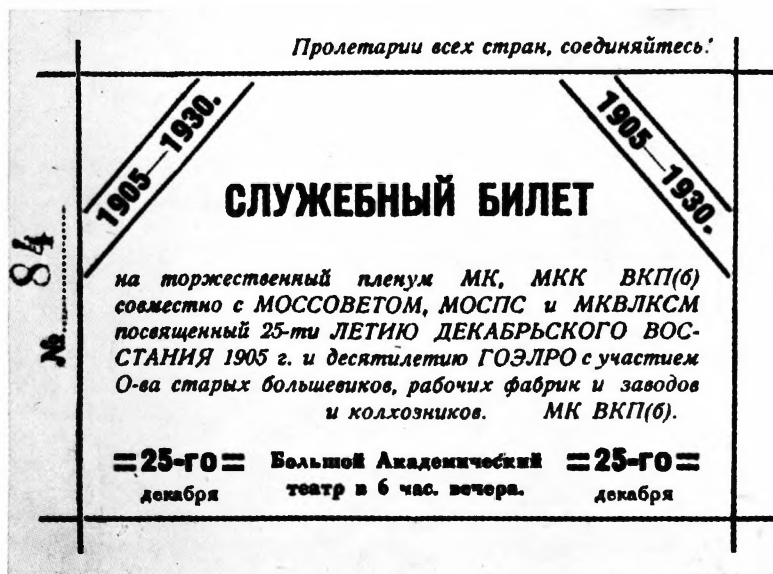 Пролетарии всех стран, соединяйтесь!
1905—1930.
1905—1930.
№ 84
СЛУЖЕБНЫЙ БИЛЕТ
на торжественный пленум МК, МКК ВКП(б)
совместно с МОССОВЕТОМ, МОСПС и МКВЛКСМ
посвященный 25-ти ЛЕТИЮ ДЕКАБРЬСКОГО ВОС-
СТАНИЯ 1905 г. и десятилетию ГОЭЛРО с участием
О-ва старых большевиков, рабочих фабрик и заводов
и колхозников. МК ВКП(б).
=25-го=
декабря
Большой Академический
театр в 6 час. вечера.
=25-го=
декабря